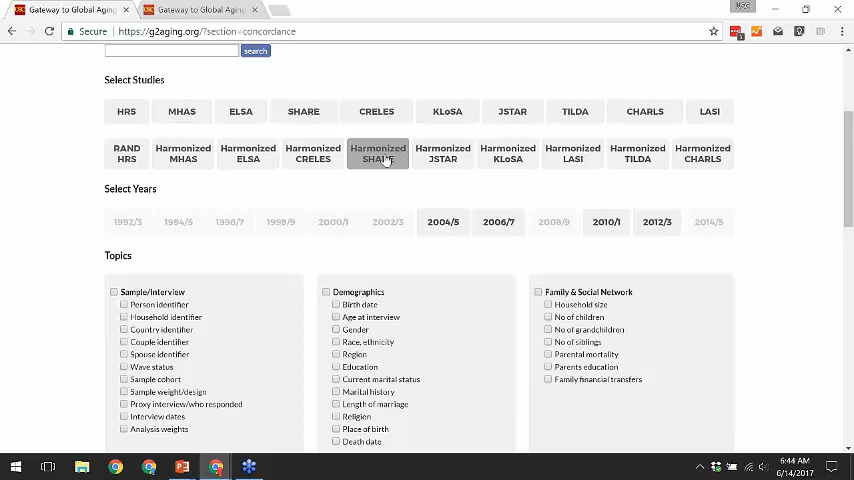 Gateway to Global Aging
Gateway to Global Aging
USC
Secure https://g2aging.org/?section=concordance
search
Select Studies
HRS MHAS ELSA SHARE CRELES KLoSA JSTAR TILDA CHARLS LASI
RAND HRS Harmonized MHAS Harmonized ELSA Harmonized CRELES Harmonized SHARE Harmonized JSTAR Harmonized KLoSA Harmonized LASI Harmonized TILDA Harmonized CHARLS
Select Years
1992/3 1994/5 1996/7 1998/9 2000/1 2002/3 2004/5 2006/7 2008/9 2010/1 2012/3 2014/5
Topics
Sample/Interview
Person identifier
Household identifier
Country identifier
Couple identifier
Spouse identifier
Wave status
Sample cohort
Sample weight/design
Proxy interview/who responded
Interview dates
Analysis weights
Demographics
Birth date
Age at interview
Gender
Race, ethnicity
Region
Education
Current marital status
Marital history
Length of marriage
Religion
Place of birth
Death date
Family & Social Network
Household size
No of children
No of grandchildren
No of siblings
Parental mortality
Parents education
Family financial transfers
6:44 AM
6/14/2017